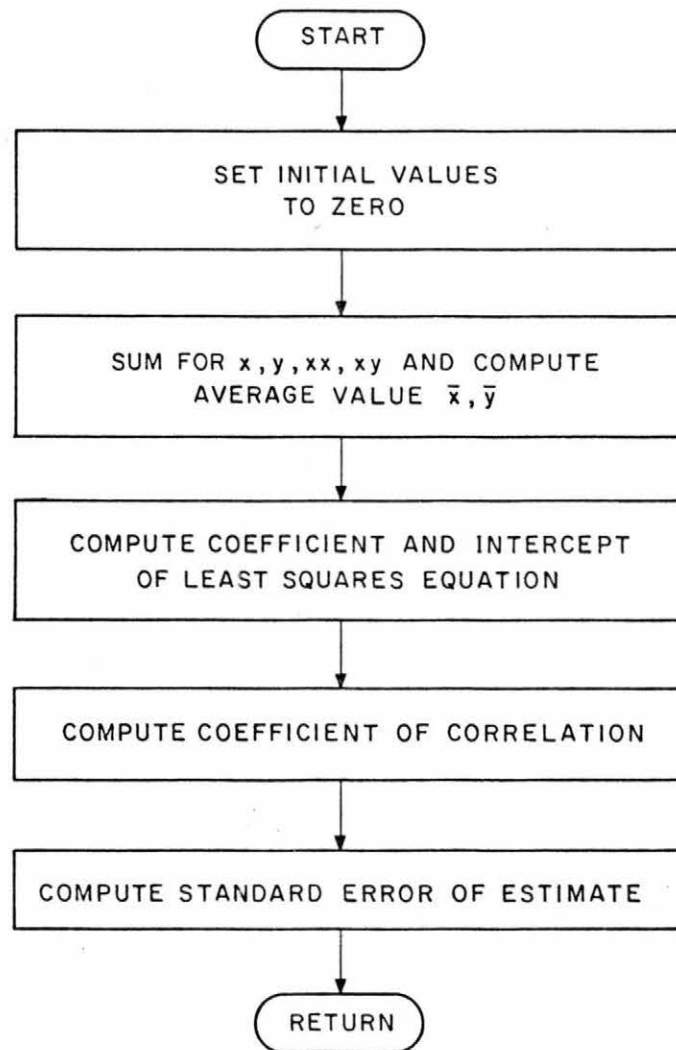 START
SET INITIAL VALUES
TO ZERO
SUM FOR x, y, xx, xy AND COMPUTE
AVERAGE VALUE x̄, ȳ
COMPUTE COEFFICIENT AND INTERCEPT
OF LEAST SQUARES EQUATION
COMPUTE COEFFICIENT OF CORRELATION
COMPUTE STANDARD ERROR OF ESTIMATE
RETURN